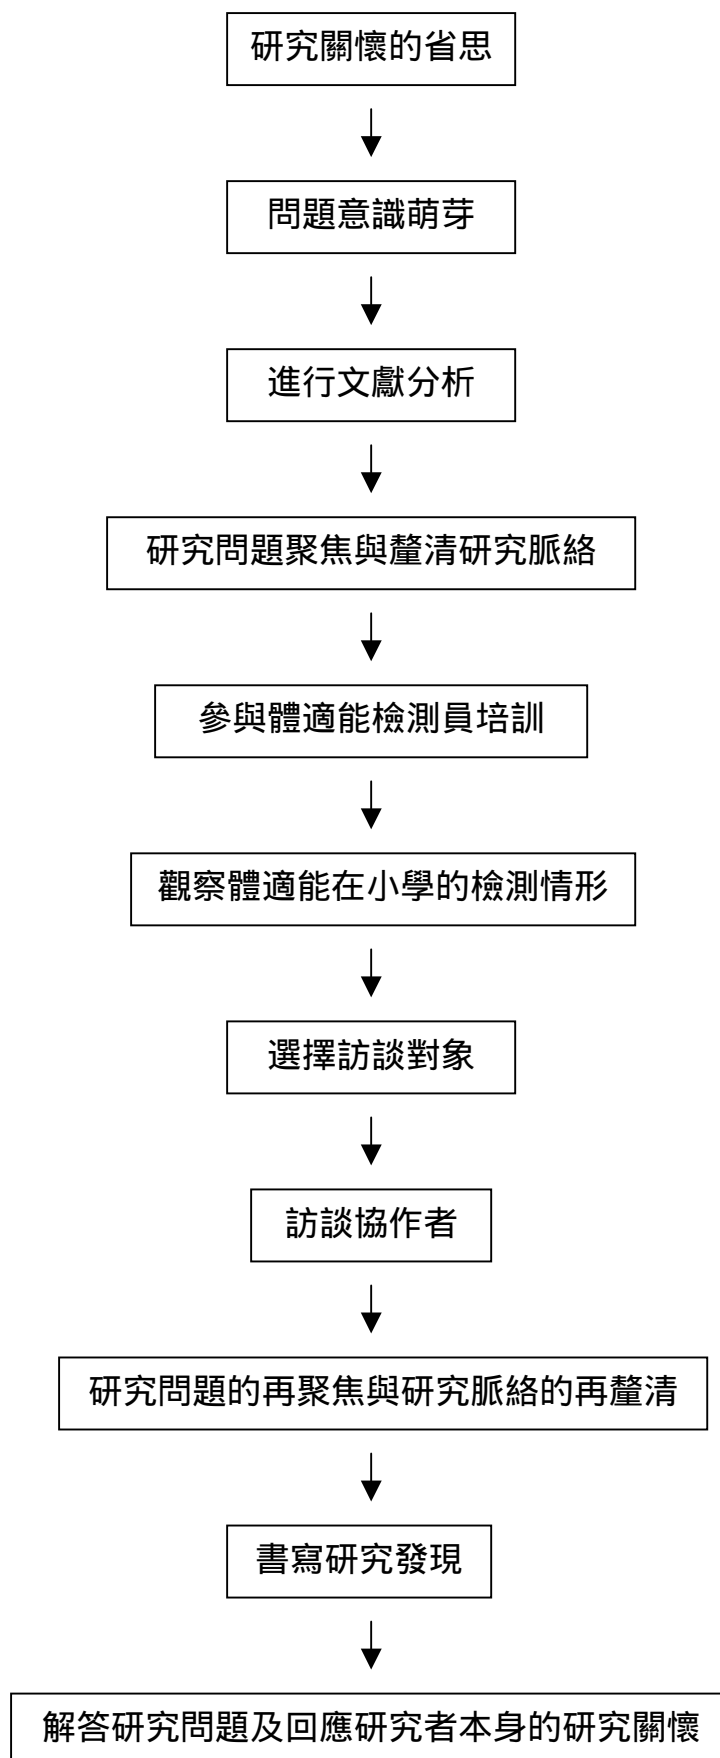 研究關懷的省思
問題意識萌芽
進行文獻分析
研究問題聚焦與釐清研究脈絡
參與體適能檢測員培訓
觀察體適能在小學的檢測情形
選擇訪談對象
訪談協作者
研究問題的再聚焦與研究脈絡的再釐清
書寫研究發現
解答研究問題及回應研究者本身的研究關懷